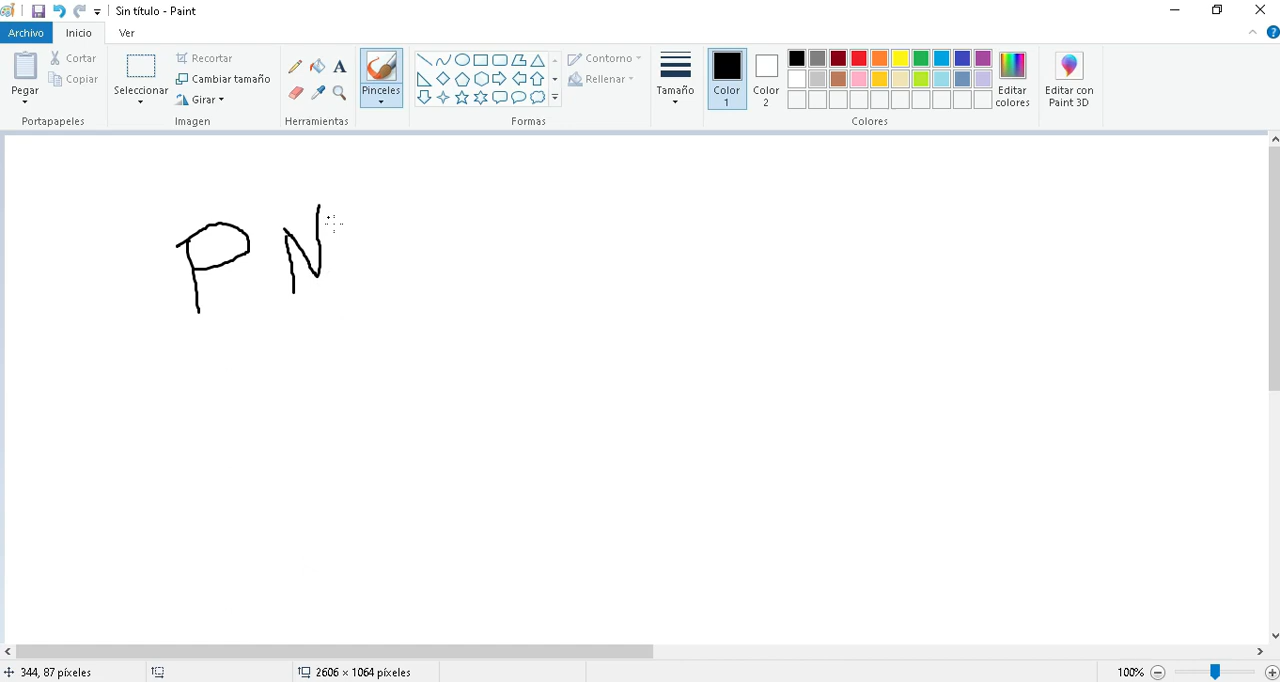 Sin título - Paint
Archivo Inicio Ver
Pegar
Cortar
Copiar
Portapapeles
Seleccionar
Recortar
Cambiar tamaño
Girar
Imagen
A
Herramientas
Pinceles
Contorno
Rellenar
Formas
Tamaño
Color 1
Color 2
Editar colores
Colores
Editar con Paint 3D
P N
344, 87 píxeles
2606 × 1064 píxeles
100%